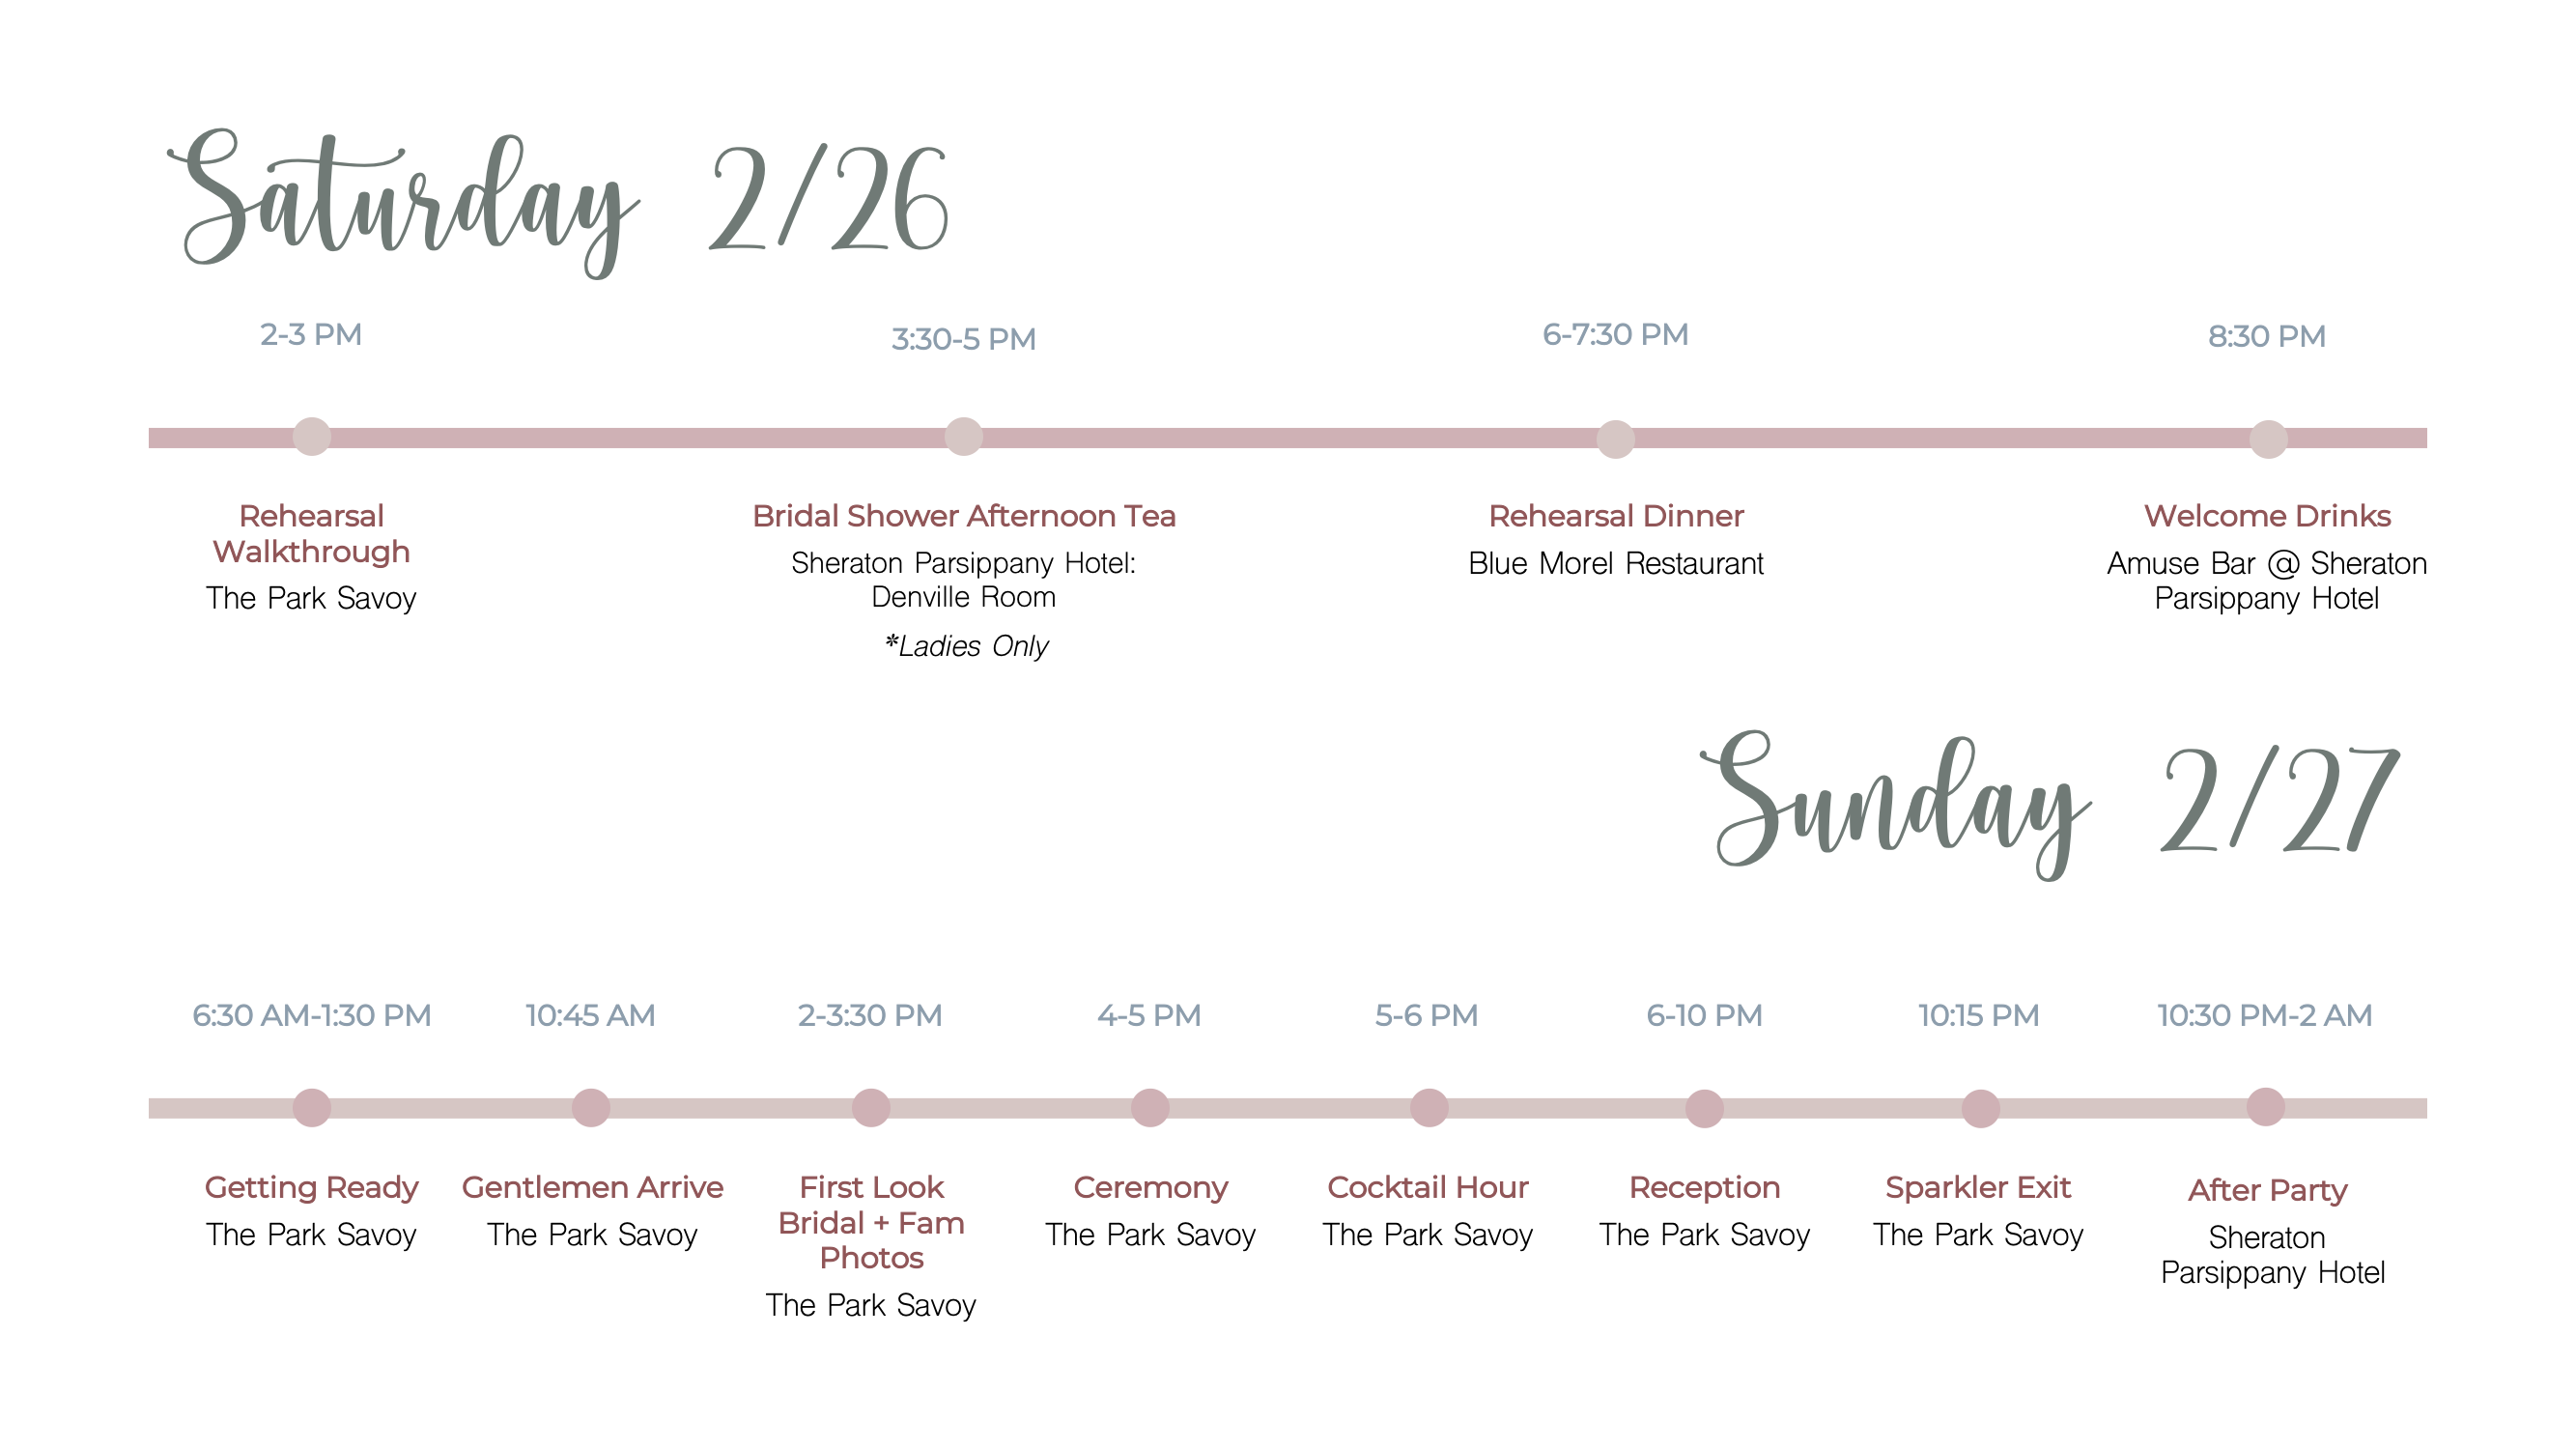 Saturday 2/26
2-3 PM
3:30-5 PM
6-7:30 PM
8:30 PM
Rehearsal
Walkthrough
The Park Savoy
Bridal Shower Afternoon Tea
Sheraton Parsippany Hotel:
Denville Room
*Ladies Only
Rehearsal Dinner
Blue Morel Restaurant
Welcome Drinks
Amuse Bar @ Sheraton
Parsippany Hotel
Sunday 2/27
6:30 AM-1:30 PM
10:45 AM
2-3:30 PM
4-5 PM
5-6 PM
6-10 PM
10:15 PM
10:30 PM-2 AM
Getting Ready
The Park Savoy
Gentlemen Arrive
The Park Savoy
First Look
Bridal + Fam
Photos
The Park Savoy
Ceremony
The Park Savoy
Cocktail Hour
The Park Savoy
Reception
The Park Savoy
Sparkler Exit
The Park Savoy
After Party
Sheraton
Parsippany Hotel